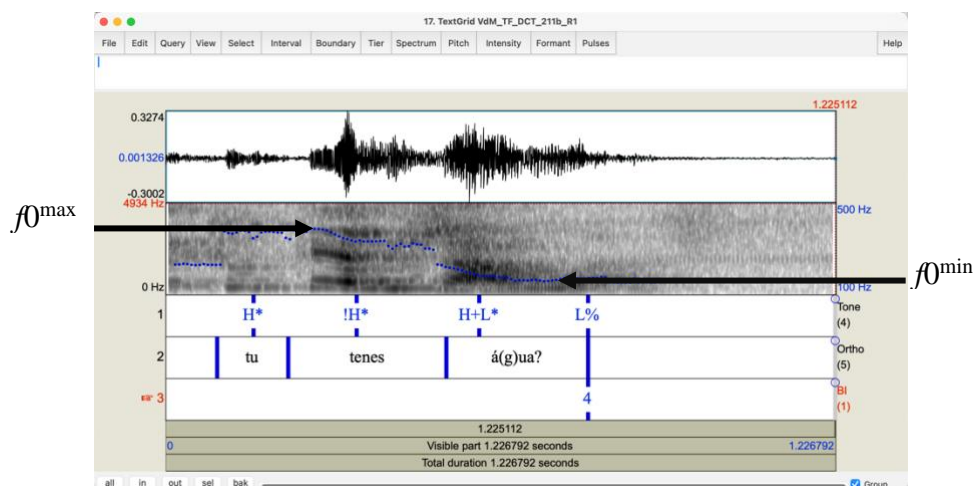 17. TextGrid VdM_TF_DCT_211b_R1
File Edit Query View Select Interval Boundary Tier Spectrum Pitch Intensity Formant Pulses Help
1.225112
0.3274
0.001326
-0.3002
4934 Hz
500 Hz
f0max
f0min
0 Hz
100 Hz
1 H* !H* H+L* L% Tone
(4)
2 tu tenes á(g)ua? Ortho
(5)
3 4 BI
(1)
1.225112
0 Visible part 1.226792 seconds 1.226792
Total duration 1.226792 seconds
all in out sel bak Group